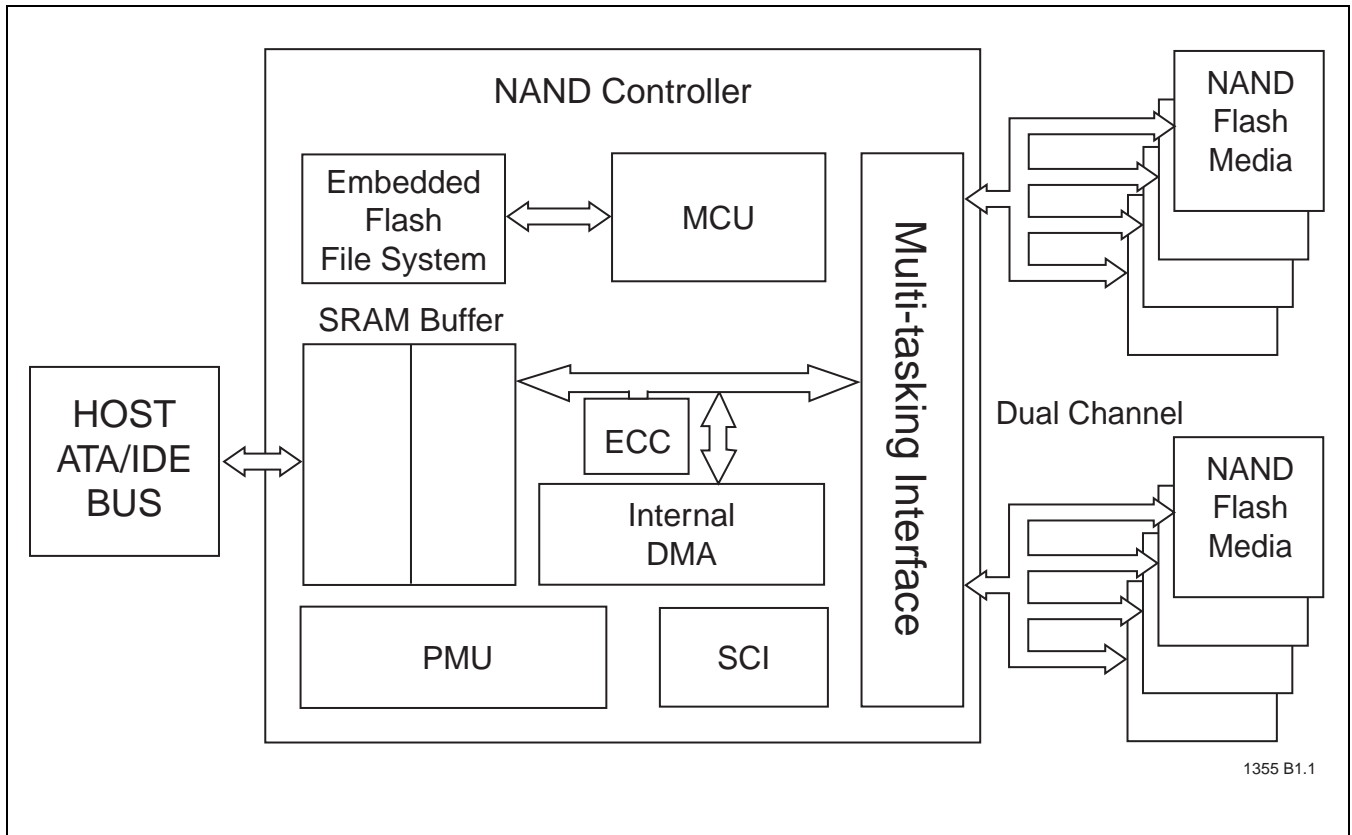 NAND Controller
Embedded
Flash
File System
MCU
SRAM Buffer
HOST
ATA/IDE
BUS
ECC
Internal
DMA
PMU
SCI
Multi-tasking Interface
NAND
Flash
Media
Dual Channel
NAND
Flash
Media
1355 B1.1